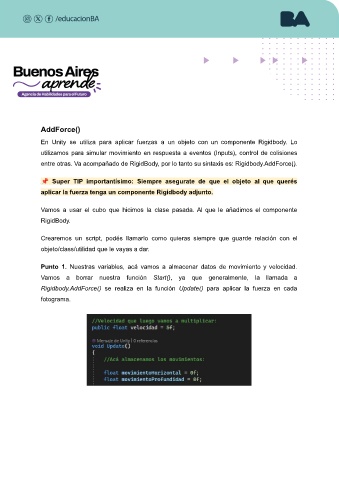 /educacionBA
BA
Buenos Aires
aprende
Agencia de Habilidades para el Futuro
AddForce()
En Unity se utiliza para aplicar fuerzas a un objeto con un componente Rigidbody. Lo
utilizamos para simular movimiento en respuesta a eventos (Inputs), control de colisiones
entre otras. Va acompañado de RigidBody, por lo tanto su sintaxis es: Rigidbody.AddForce().
📌 Super TIP importantísimo: Siempre asegurate de que el objeto al que querés
aplicar la fuerza tenga un componente Rigidbody adjunto.
Vamos a usar el cubo que hicimos la clase pasada. Al que le añadimos el componente
RigidBody.
Crearemos un script, podés llamarlo como quieras siempre que guarde relación con el
objeto/class/utilidad que le vayas a dar.
Punto 1. Nuestras variables, acá vamos a almacenar datos de movimiento y velocidad.
Vamos a borrar nuestra función Start(), ya que generalmente, la llamada a
Rigidbody.AddForce() se realiza en la función Update() para aplicar la fuerza en cada
fotograma.
//Velocidad que luego vamos a multiplicar:
public float velocidad = 5f;
Mensaje de Unity | 0 referencias
void Update()
{
//Acá almacenamos los movimientos:
float movimientoHorizontal = 0f;
float movimientoProfundidad = 0f;